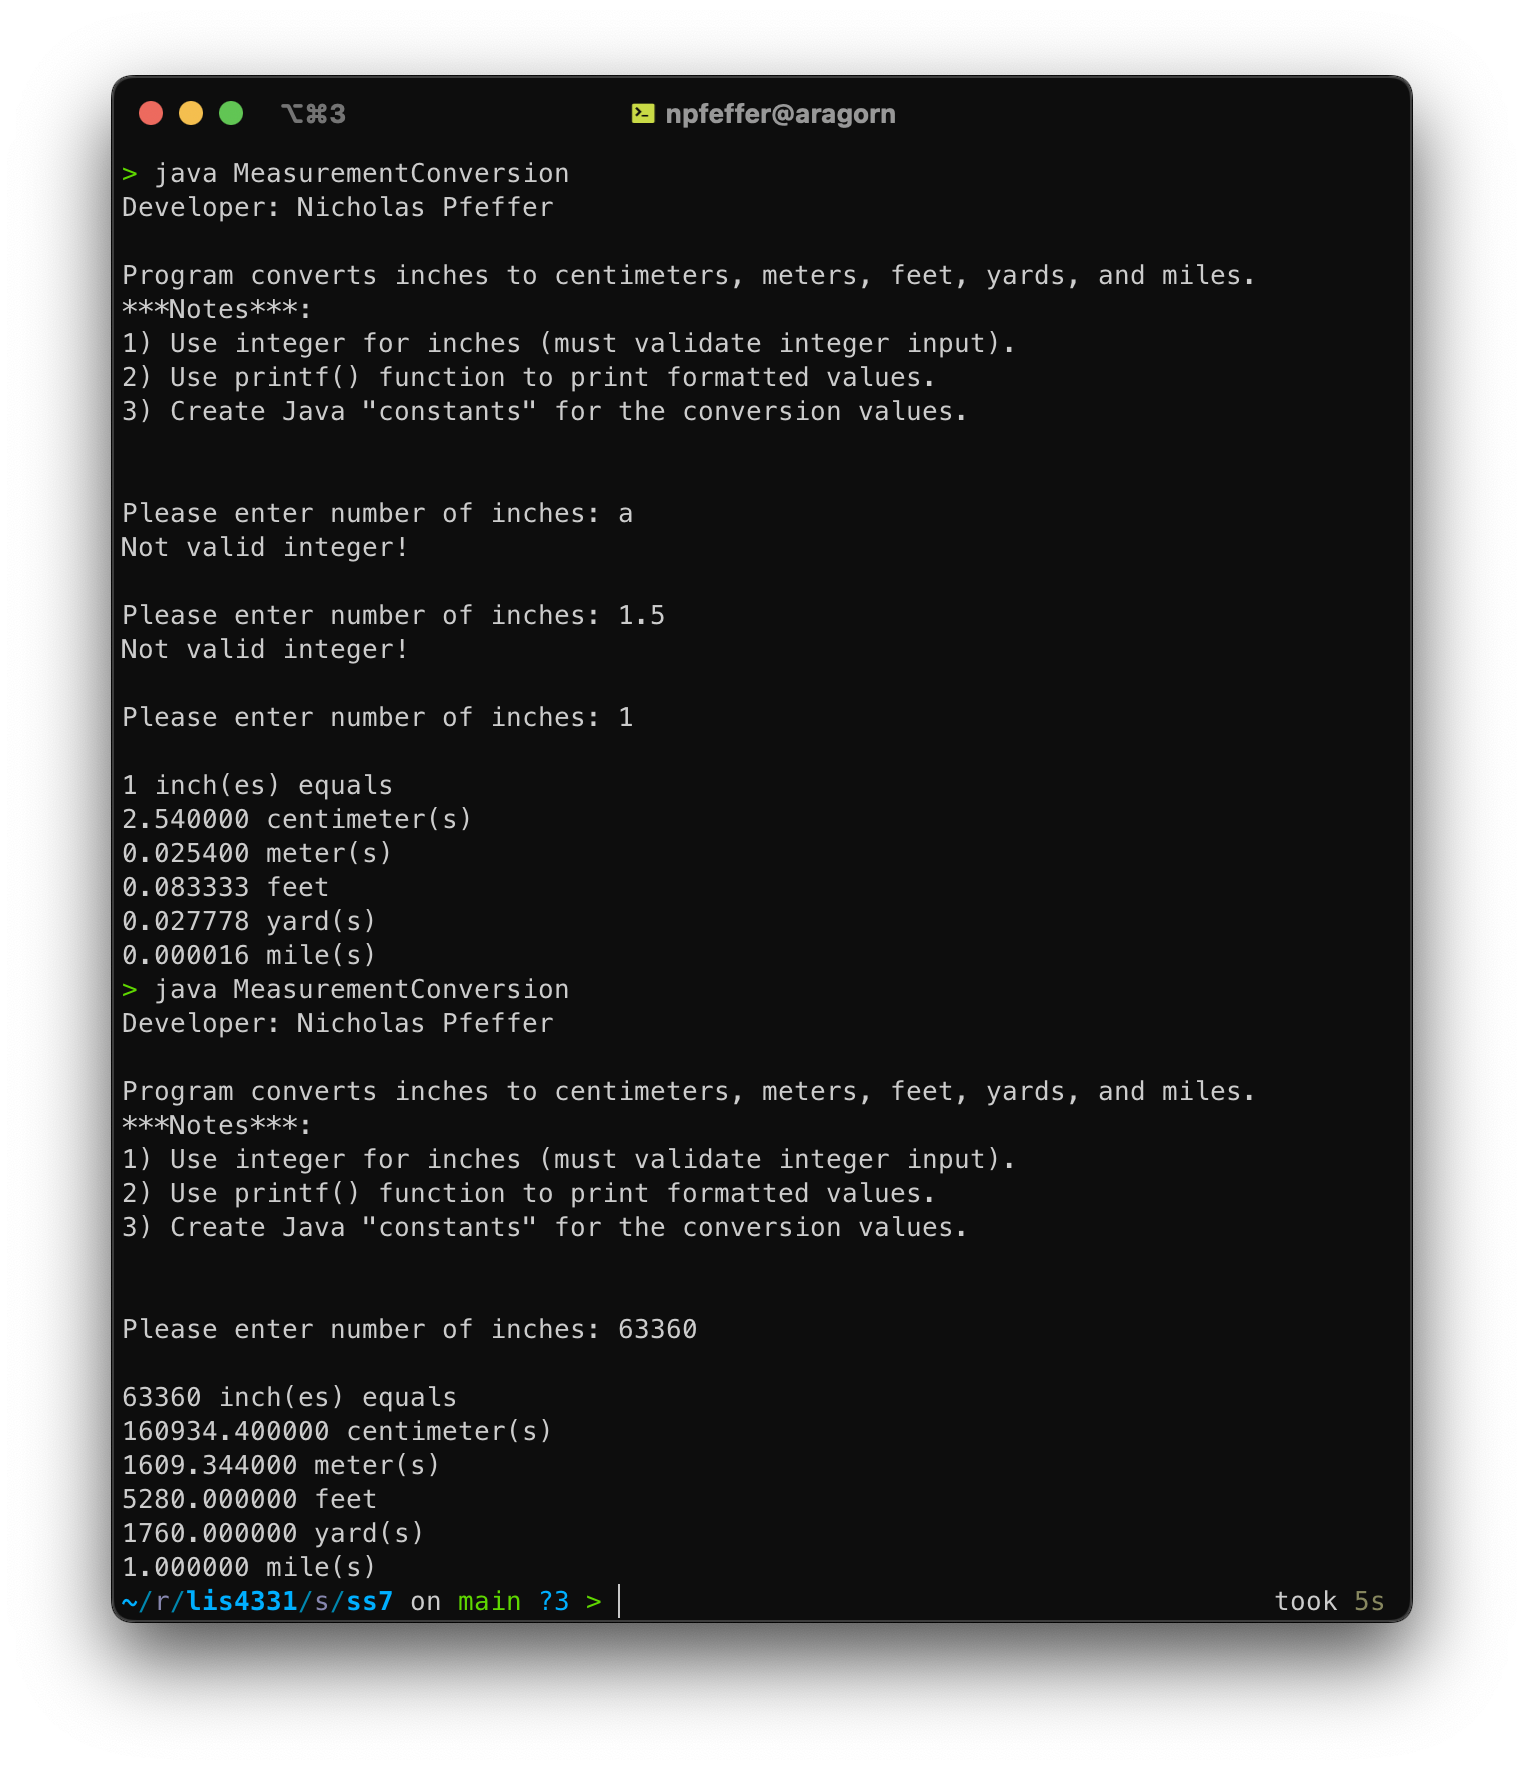 ⌥⌘3 npfeffer@aragorn
> java MeasurementConversion
Developer: Nicholas Pfeffer
Program converts inches to centimeters, meters, feet, yards, and miles.
***Notes***:
1) Use integer for inches (must validate integer input).
2) Use printf() function to print formatted values.
3) Create Java "constants" for the conversion values.
Please enter number of inches: a
Not valid integer!
Please enter number of inches: 1.5
Not valid integer!
Please enter number of inches: 1
1 inch(es) equals
2.540000 centimeter(s)
0.025400 meter(s)
0.083333 feet
0.027778 yard(s)
0.000016 mile(s)
> java MeasurementConversion
Developer: Nicholas Pfeffer
Program converts inches to centimeters, meters, feet, yards, and miles.
***Notes***:
1) Use integer for inches (must validate integer input).
2) Use printf() function to print formatted values.
3) Create Java "constants" for the conversion values.
Please enter number of inches: 63360
63360 inch(es) equals
160934.400000 centimeter(s)
1609.344000 meter(s)
5280.000000 feet
1760.000000 yard(s)
1.000000 mile(s)
~/r/lis4331/s/ss7 on main ?3 > took 5s